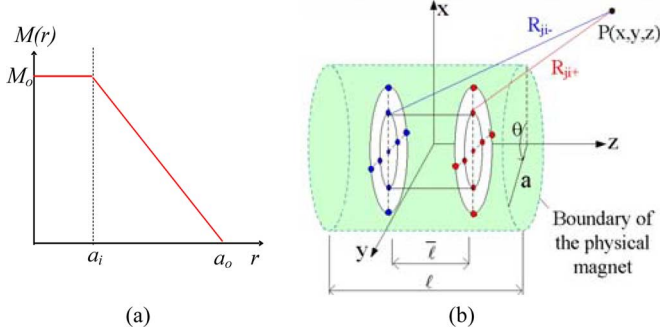 M(r)
Mₒ
aᵢ
aₒ
r
(a)
x
P(x,y,z)
Rⱼᵢ₋
Rⱼᵢ₊
θ
z
a
y
ℓ̅
ℓ
Boundary of
the physical
magnet
(b)